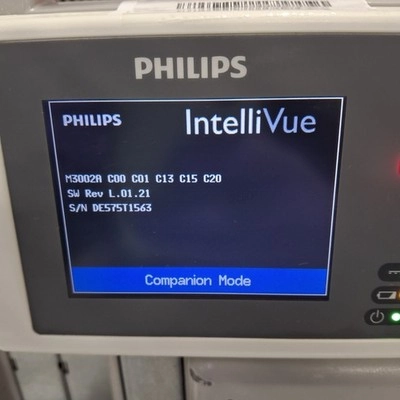 PHILIPS
PHILIPS IntelliVue
M3002A C00 C01 C13 C15 C20
SW Rev L.01.21
S/N DE575T1563
Companion Mode